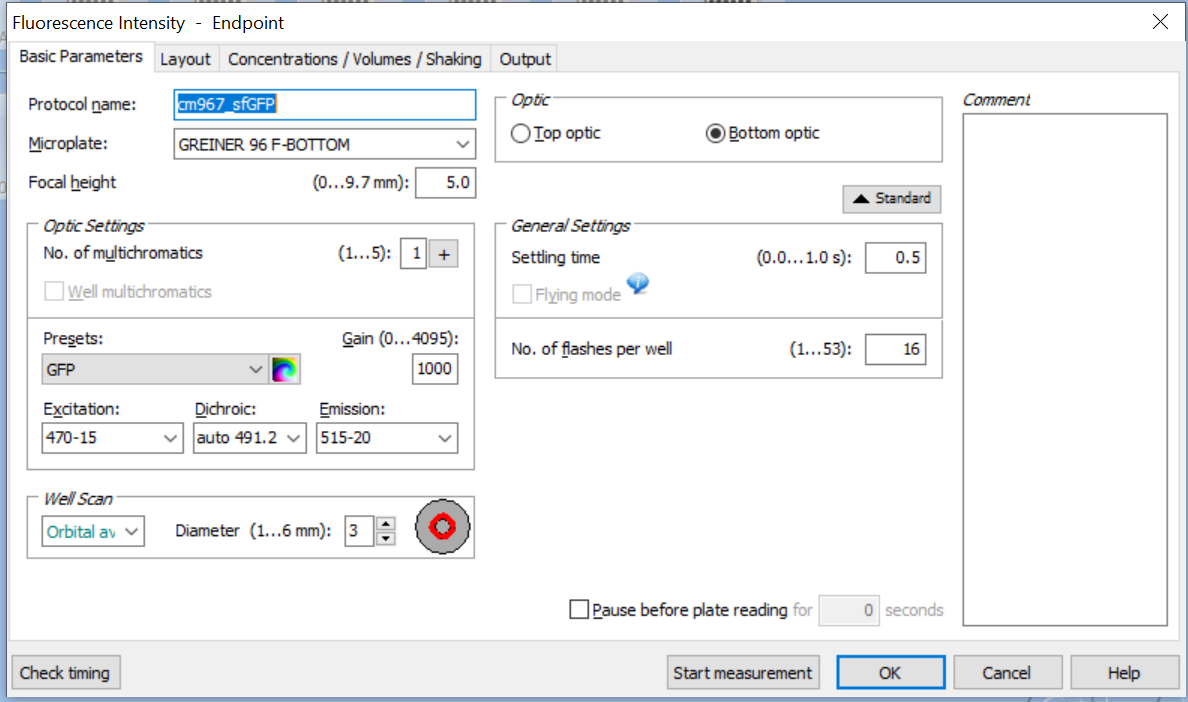 Fluorescence Intensity - Endpoint
Basic Parameters Layout Concentrations / Volumes / Shaking Output
Protocol name: cm967_sfGFP
Microplate: GREINER 96 F-BOTTOM
Focal height (0...9.7 mm): 5.0
Optic Settings
No. of multichromatics (1...5): 1 +
Well multichromatics
Presets: Gain (0...4095):
GFP 1000
Excitation: Dichroic: Emission:
470-15 auto 491.2 515-20
Well Scan
Orbital av Diameter (1...6 mm): 3
Optic
Top optic Bottom optic
Standard
General Settings
Settling time (0.0...1.0 s): 0.5
Flying mode
No. of flashes per well (1...53): 16
Comment
Pause before plate reading for 0 seconds
Check timing Start measurement OK Cancel Help